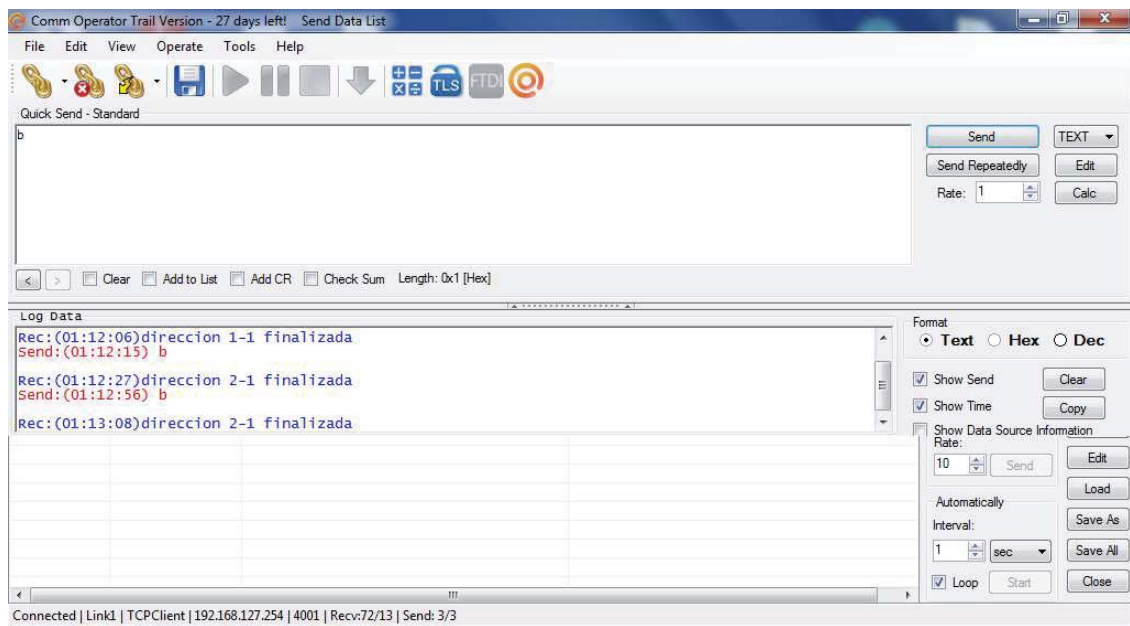 Comm Operator Trail Version - 27 days left! Send Data List
File Edit View Operate Tools Help
TLS FTDI
Quick Send - Standard
b
Send TEXT
Send Repeatedly Edit
Rate: 1 Calc
< > Clear Add to List Add CR Check Sum Length: 0x1 [Hex]
Log Data
Rec:(01:12:06)direccion 1-1 finalizada
Send:(01:12:15) b
Rec:(01:12:27)direccion 2-1 finalizada
Send:(01:12:56) b
Rec:(01:13:08)direccion 2-1 finalizada
Format
Text Hex Dec
Show Send Clear
Show Time Copy
Show Data Source Information
Rate:
10 Send Edit
Load
Automatically
Interval:
Save As
1 sec Save All
Loop Start Close
Connected | Link1 | TCPClient | 192.168.127.254 | 4001 | Recv:72/13 | Send: 3/3